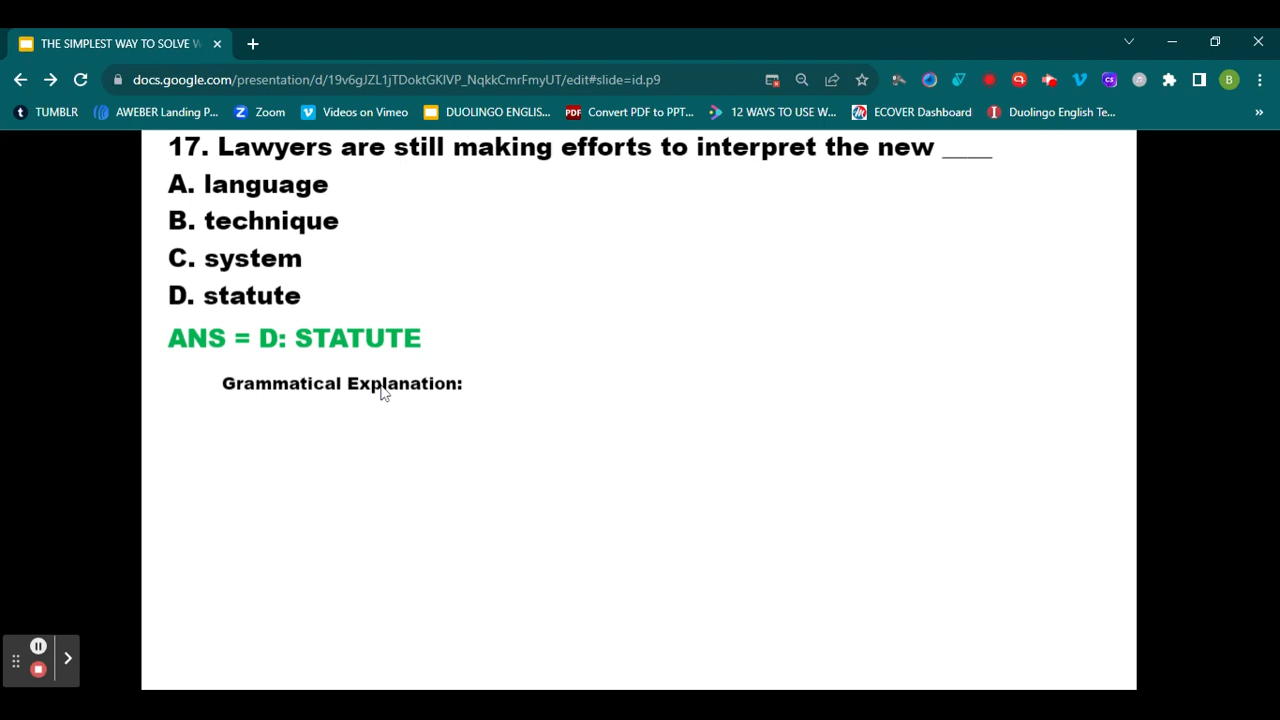 THE SIMPLEST WAY TO SOLVE W
docs.google.com/presentation/d/19v6gJZL1jTDoktGKlVP_NqkkCmrFmyUT/edit#slide=id.p9
B
TUMBLR AWEBER Landing P... Zoom Videos on Vimeo DUOLINGO ENGLIS... PDF Convert PDF to PPT... 12 WAYS TO USE W... ECOVER Dashboard Duolingo English Te... »
17. Lawyers are still making efforts to interpret the new ____
A. language
B. technique
C. system
D. statute
ANS = D: STATUTE
Grammatical Explanation: